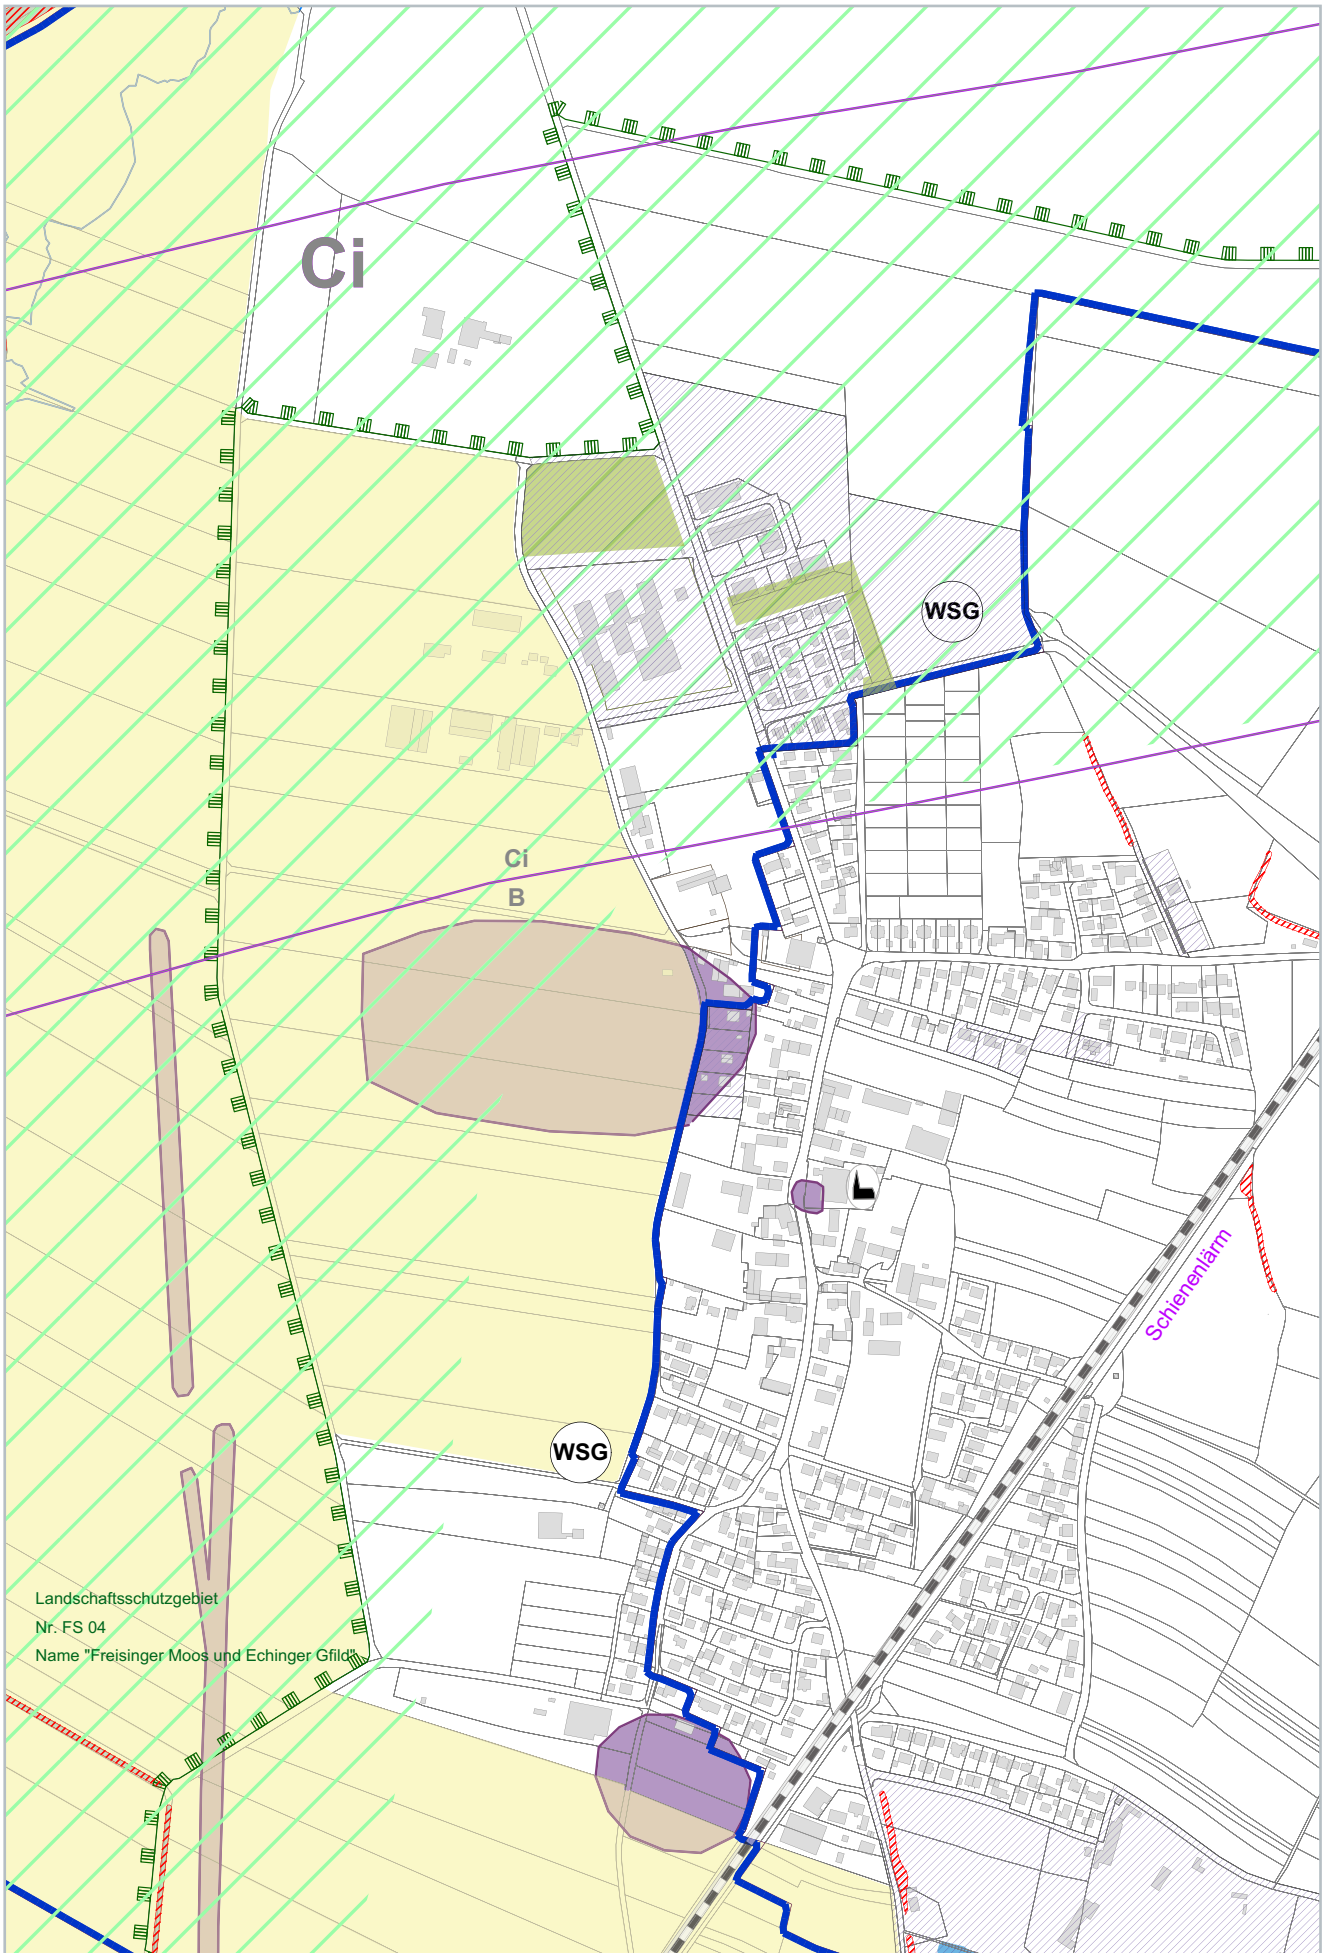 Ci
WSG
Ci
B
Schienenlärm
WSG
Landschaftsschutzgebiet
Nr. FS 04
Name "Freisinger Moos und Echinger Gfild"